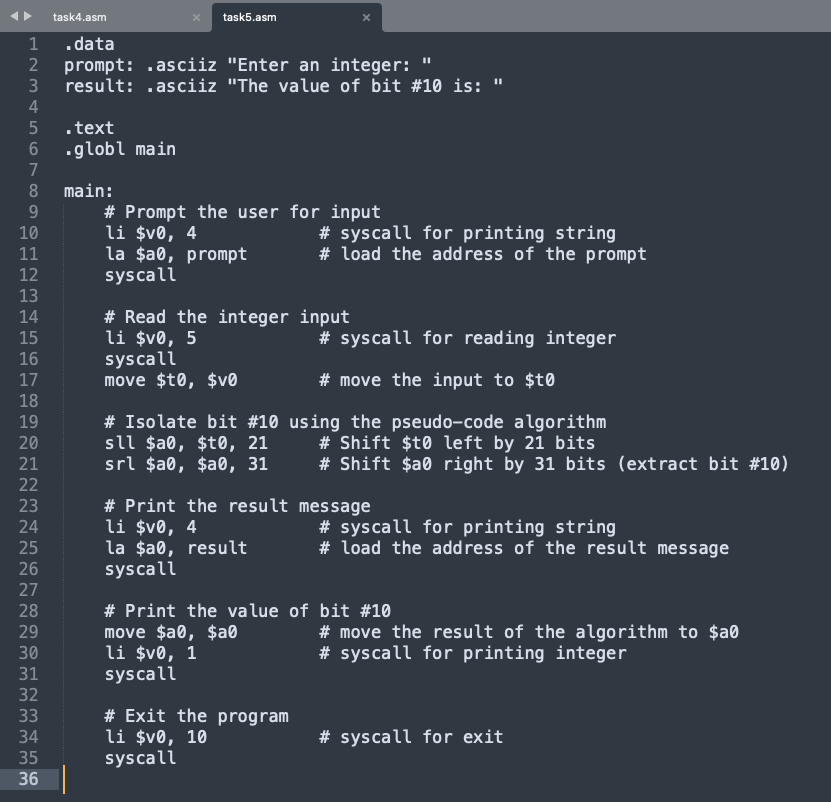 task4.asm × task5.asm ×
1 .data
2 prompt: .asciiz "Enter an integer: "
3 result: .asciiz "The value of bit #10 is: "
4
5 .text
6 .globl main
7
8 main:
9     # Prompt the user for input
10     li $v0, 4            # syscall for printing string
11     la $a0, prompt       # load the address of the prompt
12     syscall
13
14     # Read the integer input
15     li $v0, 5            # syscall for reading integer
16     syscall
17     move $t0, $v0        # move the input to $t0
18
19     # Isolate bit #10 using the pseudo-code algorithm
20     sll $a0, $t0, 21     # Shift $t0 left by 21 bits
21     srl $a0, $a0, 31     # Shift $a0 right by 31 bits (extract bit #10)
22
23     # Print the result message
24     li $v0, 4            # syscall for printing string
25     la $a0, result       # load the address of the result message
26     syscall
27
28     # Print the value of bit #10
29     move $a0, $a0        # move the result of the algorithm to $a0
30     li $v0, 1            # syscall for printing integer
31     syscall
32
33     # Exit the program
34     li $v0, 10           # syscall for exit
35     syscall
36